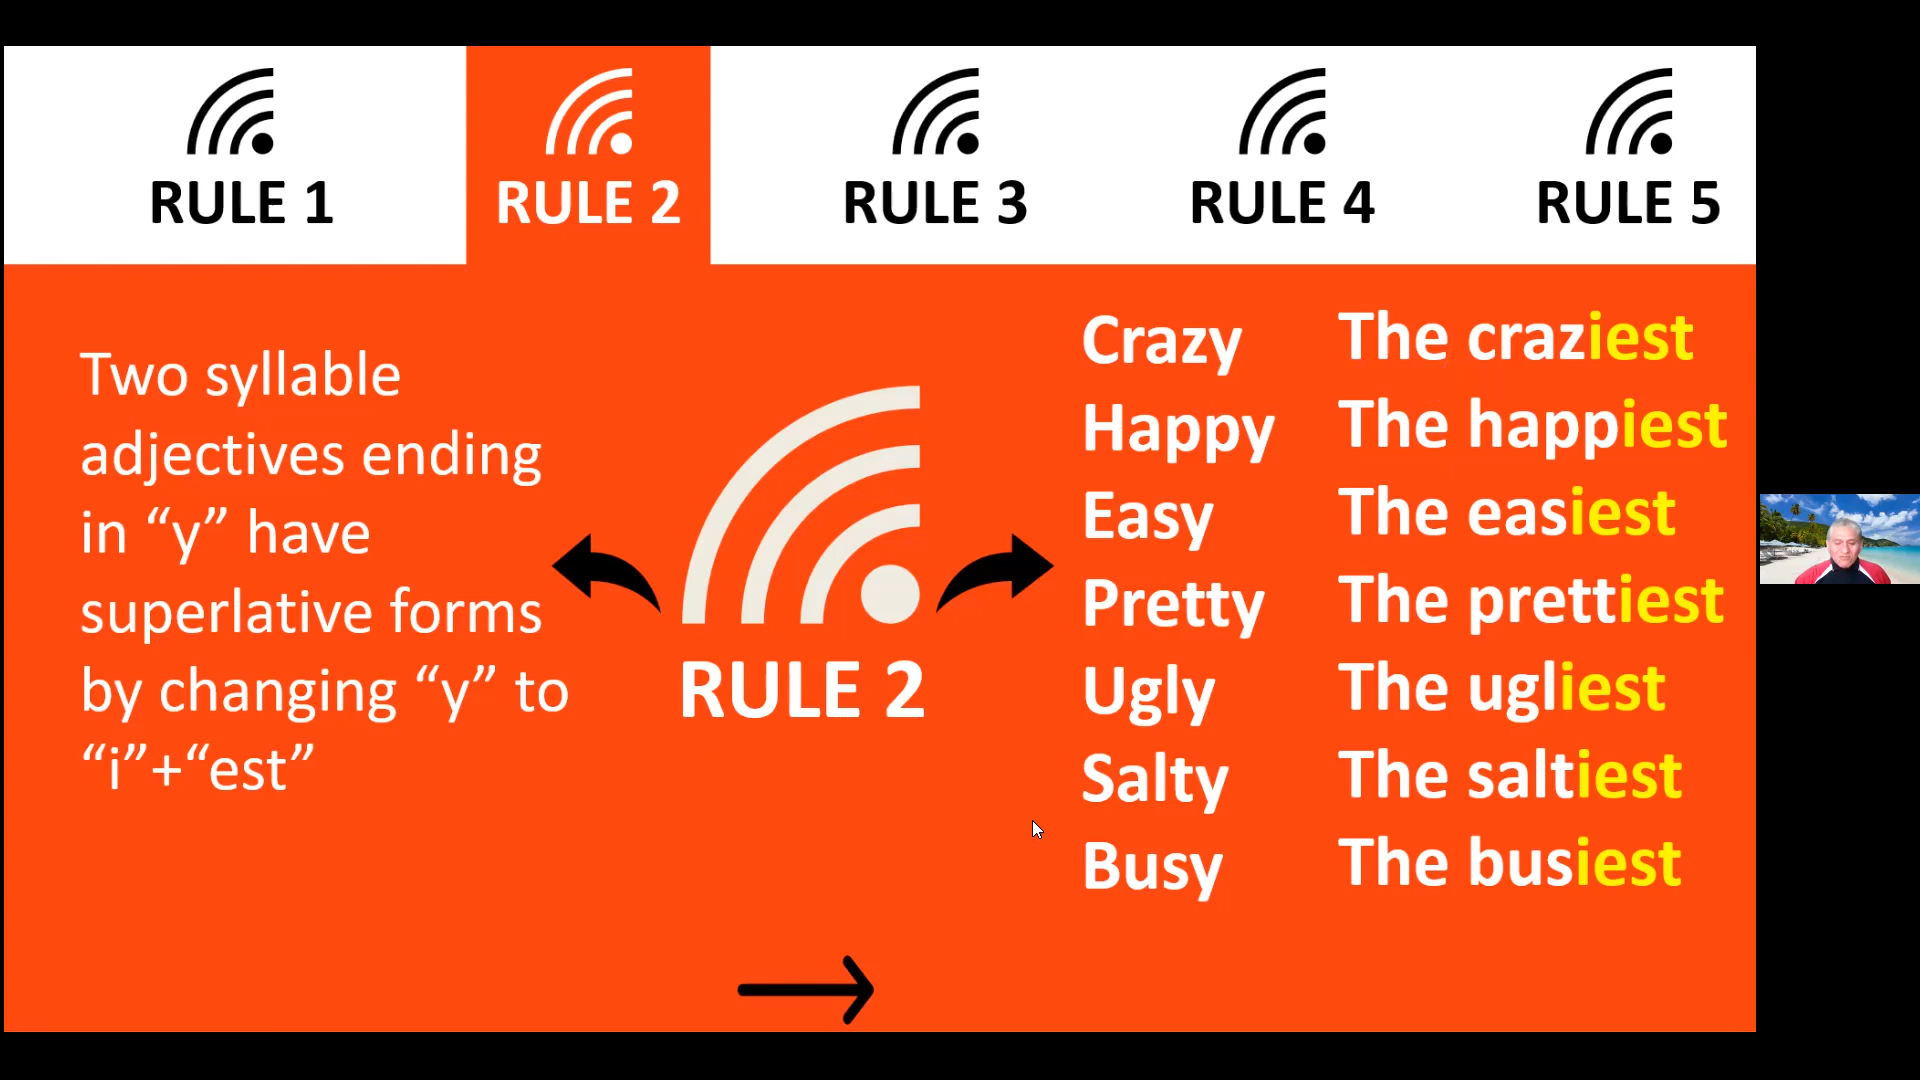 RULE 1
RULE 2
RULE 3
RULE 4
RULE 5
Two syllable
adjectives ending
in “y” have
superlative forms
by changing “y” to
“i”+“est”
RULE 2
Crazy The craziest
Happy The happiest
Easy The easiest
Pretty The prettiest
Ugly The ugliest
Salty The saltiest
Busy The busiest